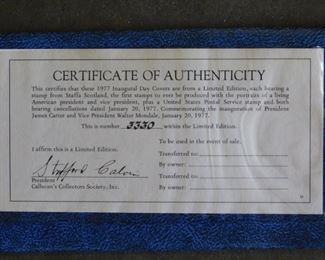 CERTIFICATE OF AUTHENTICITY
This certifies that these 1977 Inaugural Day Covers are from a Limited Edition, each bearing a
stamp from Staffa Scotland, the first stamps to ever be produced with the portraits of a living
American president and vice president, plus a United States Postal Service stamp and both
bearing cancellations dated January 20, 1977. Commemorating the inauguration of President
James Carter and Vice President Walter Mondale, January 20, 1977.
This is number 3330 within the Limited Edition.
To be used in the event of sale.
I affirm this is a Limited Edition.
Transferred to:
By owner:
Stafford Calvin
President
Transferred to:
Calhoun's Collectors Society, Inc.
By owner: